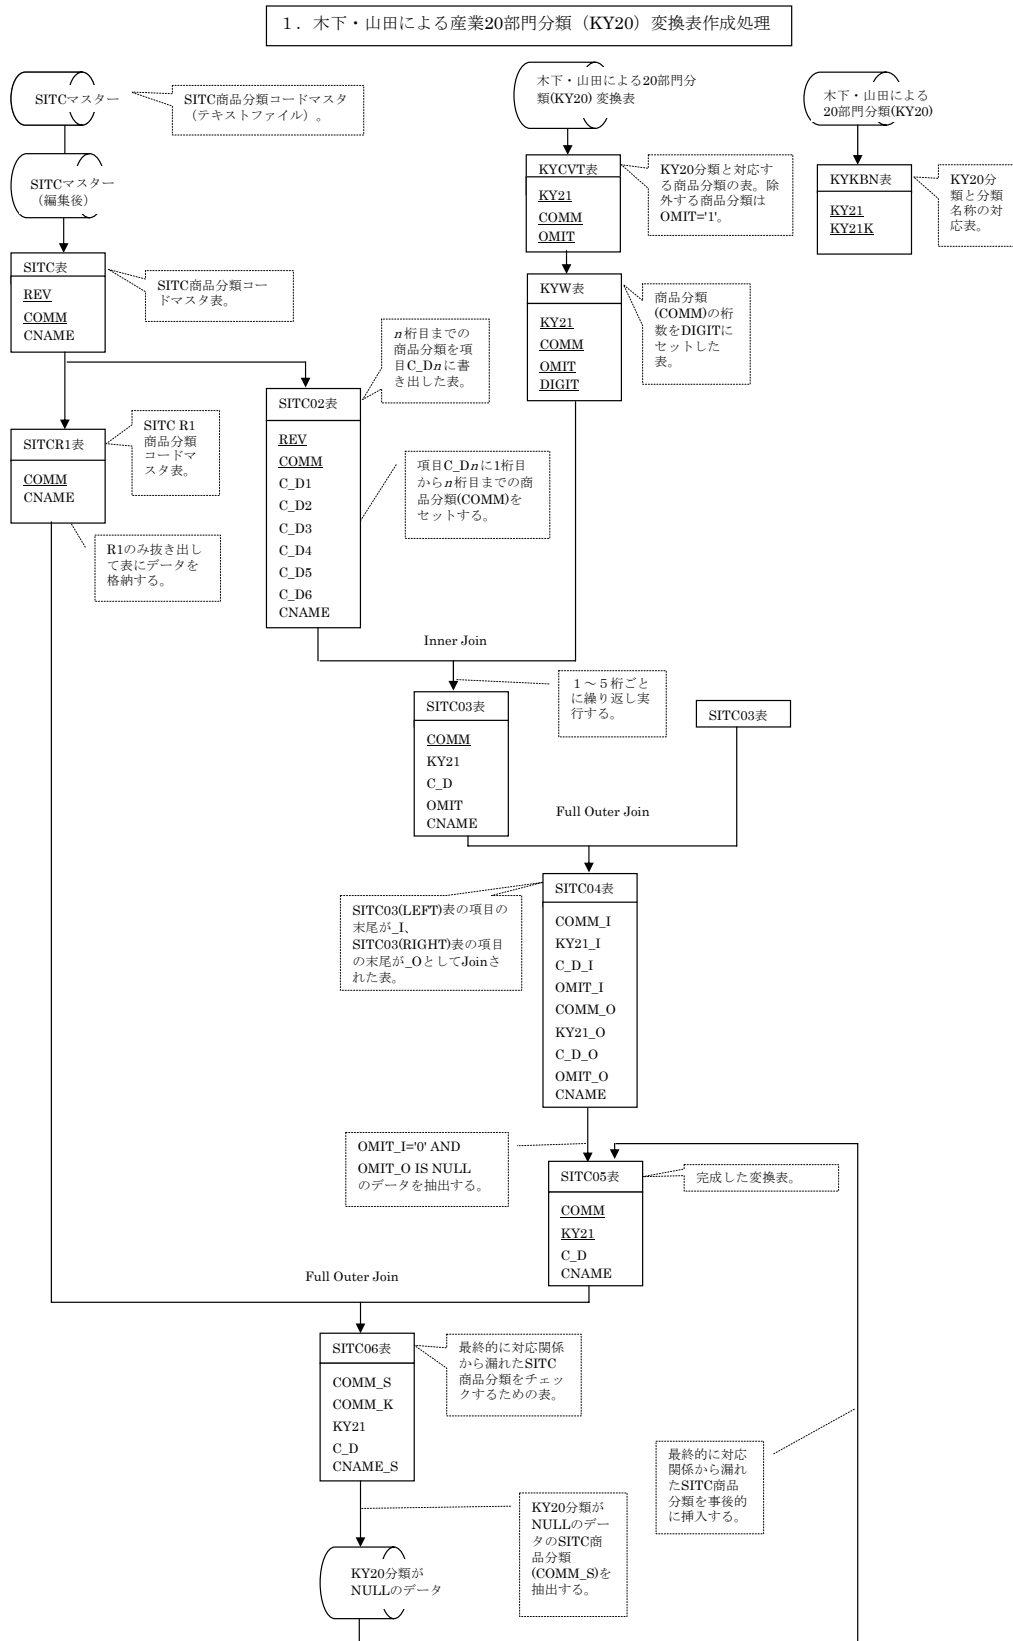 １．木下・山田による産業20部門分類（KY20）変換表作成処理
SITCマスター
SITC商品分類コードマスタ
（テキストファイル）。
木下・山田による20部門分
類(KY20) 変換表
木下・山田による
20部門分類(KY20)
SITCマスター
（編集後）
KYCVT表
KY21
COMM
OMIT
KY20分類と対応す
る商品分類の表。除
外する商品分類は
OMIT='1'。
KYKBN表
KY21
KY21K
KY20分
類と分類
名称の対
応表。
SITC表
REV
COMM
CNAME
SITC商品分類コー
ドマスタ表。
KYW表
KY21
COMM
OMIT
DIGIT
商品分類
(COMM)の桁
数をDIGITに
セットした
表。
n桁目までの
商品分類を項
目C_Dnに書
き出した表。
SITC02表
REV
COMM
C_D1
C_D2
C_D3
C_D4
C_D5
C_D6
CNAME
SITCR1表
COMM
CNAME
SITC R1
商品分類
コードマ
スタ表。
項目C_Dnに1桁目
からn桁目までの商
品分類(COMM)を
セットする。
R1のみ抜き出し
て表にデータを
格納する。
Inner Join
１～５桁ごと
に繰り返し実
行する。
SITC03表
COMM
KY21
C_D
OMIT
CNAME
SITC03表
Full Outer Join
SITC04表
COMM_I
KY21_I
C_D_I
OMIT_I
COMM_O
KY21_O
C_D_O
OMIT_O
CNAME
SITC03(LEFT)表の項目の
末尾が_I、
SITC03(RIGHT)表の項目
の末尾が_OとしてJoinさ
れた表。
OMIT_I='0' AND
OMIT_O IS NULL
のデータを抽出する。
SITC05表
COMM
KY21
C_D
CNAME
完成した変換表。
Full Outer Join
SITC06表
COMM_S
COMM_K
KY21
C_D
CNAME_S
最終的に対応関係
から漏れたSITC
商品分類をチェッ
クするための表。
最終的に対応
関係から漏れ
たSITC商品
分類を事後的
に挿入する。
KY20分類が
NULLのデー
タのSITC商
品分類
(COMM_S)を
抽出する。
KY20分類が
NULLのデータ